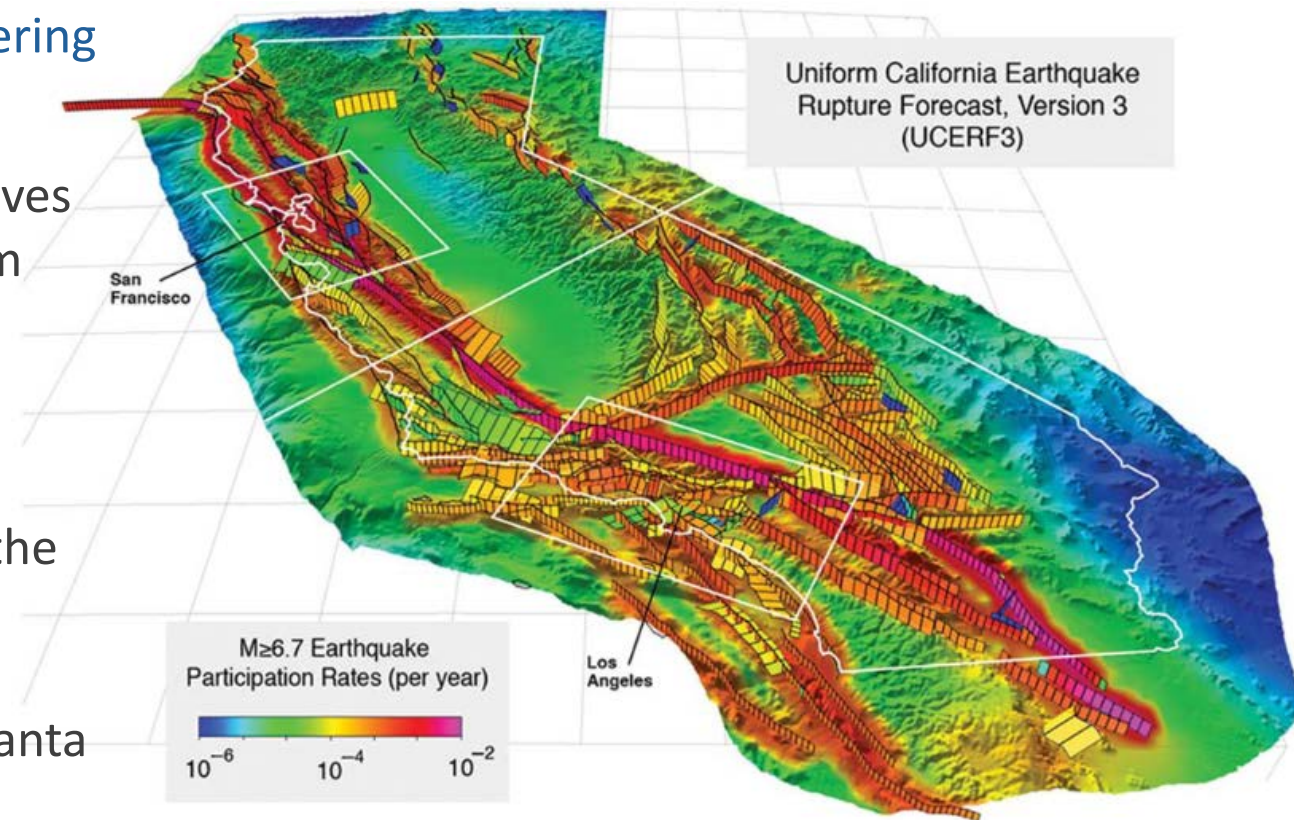 ering
ves
m
the
anta
Uniform California Earthquake
Rupture Forecast, Version 3
(UCERF3)
San
Francisco
Los
Angeles
M≥6.7 Earthquake
Participation Rates (per year)
10⁻⁶ 10⁻⁴ 10⁻²